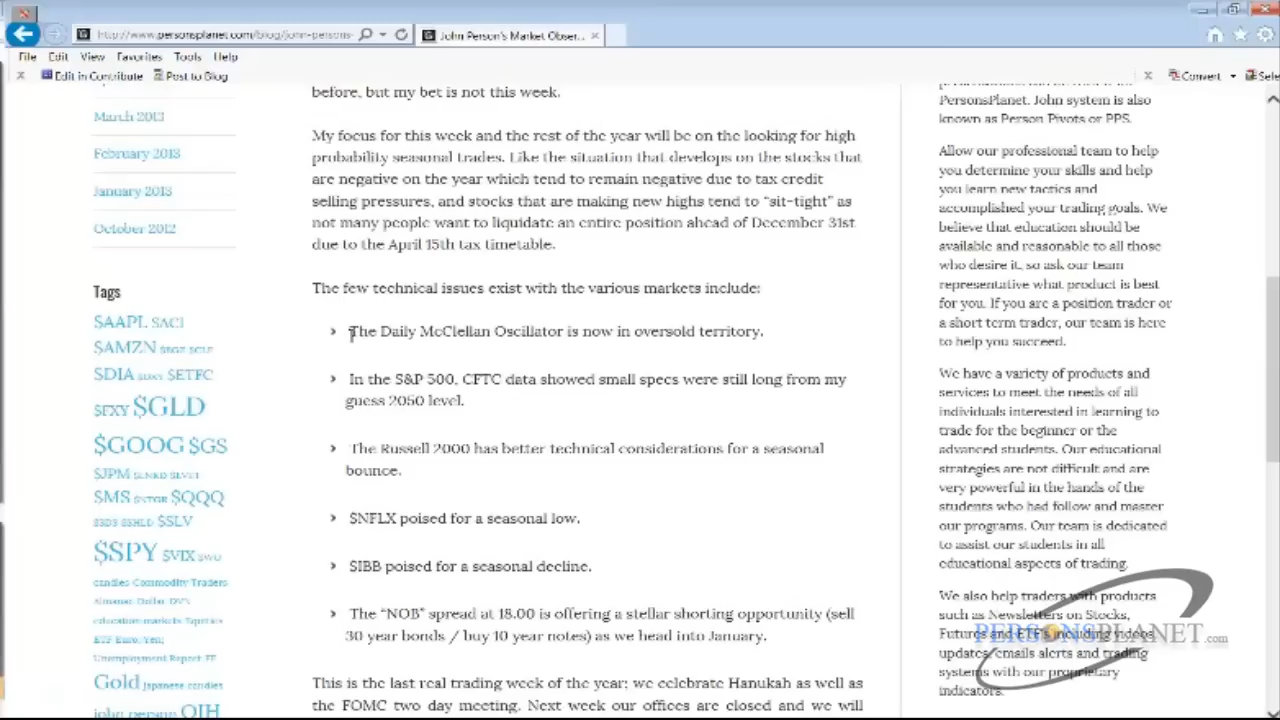 http://www.personsplanet.com/blog/john-persons-
John Person's Market Obser...
File Edit View Favorites Tools Help
Edit in Contribute Post to Blog
Convert
Sele
March 2013
February 2013
January 2013
October 2012
Tags
$AAPL $ACI
$AMZN
$DIA $ETFC
$FXY $GLD
$GOOG $GS
$JPM
$MS $QQQ
$SLV
$SPY $VIX
candles Commodity Traders
Almanac Dollar
education markets Equities
ETF Euro, Yen,
Unemployment Report
Gold japanese candles
john person OIH
before, but my bet is not this week.
My focus for this week and the rest of the year will be on the looking for high
probability seasonal trades. Like the situation that develops on the stocks that
are negative on the year which tend to remain negative due to tax credit
selling pressures, and stocks that are making new highs tend to “sit-tight” as
not many people want to liquidate an entire position ahead of December 31st
due to the April 15th tax timetable.
The few technical issues exist with the various markets include:
› The Daily McClellan Oscillator is now in oversold territory.
› In the S&P 500, CFTC data showed small specs were still long from my
guess 2050 level.
› The Russell 2000 has better technical considerations for a seasonal
bounce.
› $NFLX poised for a seasonal low.
› $IBB poised for a seasonal decline.
› The “NOB” spread at 18.00 is offering a stellar shorting opportunity (sell
30 year bonds / buy 10 year notes) as we head into January.
This is the last real trading week of the year; we celebrate Hanukah as well as
the FOMC two day meeting. Next week our offices are closed and we will
PersonsPlanet. John system is also
known as Person Pivots or PPS.
Allow our professional team to help
you determine your skills and help
you learn new tactics and
accomplished your trading goals. We
believe that education should be
available and reasonable to all those
who desire it, so ask our team
representative what product is best
for you. If you are a position trader or
a short term trader, our team is here
to help you succeed.
We have a variety of products and
services to meet the needs of all
individuals interested in learning to
trade for the beginner or the
advanced students. Our educational
strategies are not difficult and are
very powerful in the hands of the
students who had follow and master
our programs. Our team is dedicated
to assist our students in all
educational aspects of trading.
We also help traders with products
such as Newsletters on Stocks,
Futures and ETFs including videos,
updates, emails alerts and trading
systems with our proprietary
indicators.
PERSONSPLANET.com